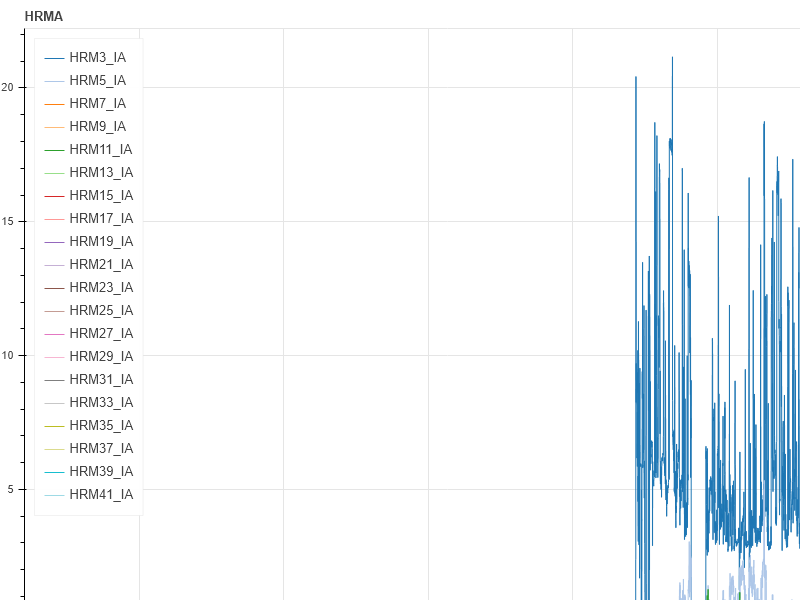 HRMA
HRM3_IA
HRM5_IA
HRM7_IA
HRM9_IA
HRM11_IA
HRM13_IA
HRM15_IA
HRM17_IA
HRM19_IA
HRM21_IA
HRM23_IA
HRM25_IA
HRM27_IA
HRM29_IA
HRM31_IA
HRM33_IA
HRM35_IA
HRM37_IA
HRM39_IA
HRM41_IA
20
15
10
5